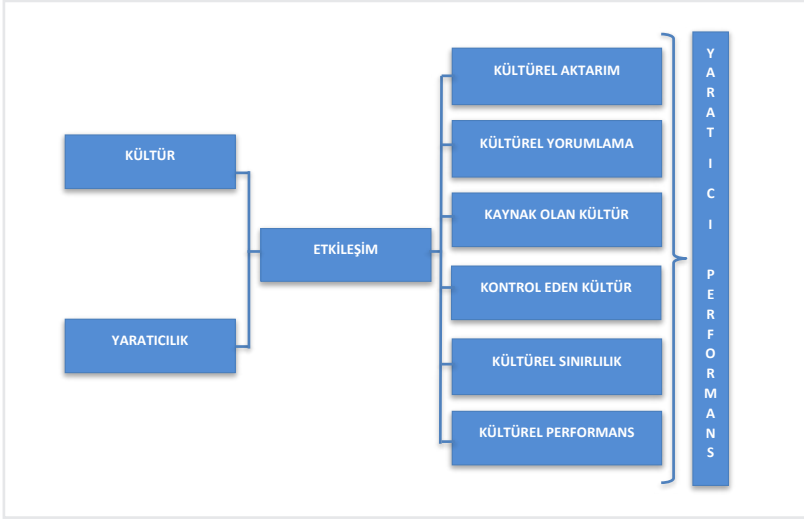 KÜLTÜR
YARATICILIK
ETKİLEŞİM
KÜLTÜREL AKTARIM
KÜLTÜREL YORUMLAMA
KAYNAK OLAN KÜLTÜR
KONTROL EDEN KÜLTÜR
KÜLTÜREL SINIRLILIK
KÜLTÜREL PERFORMANS
YARATICI PERFORMANS